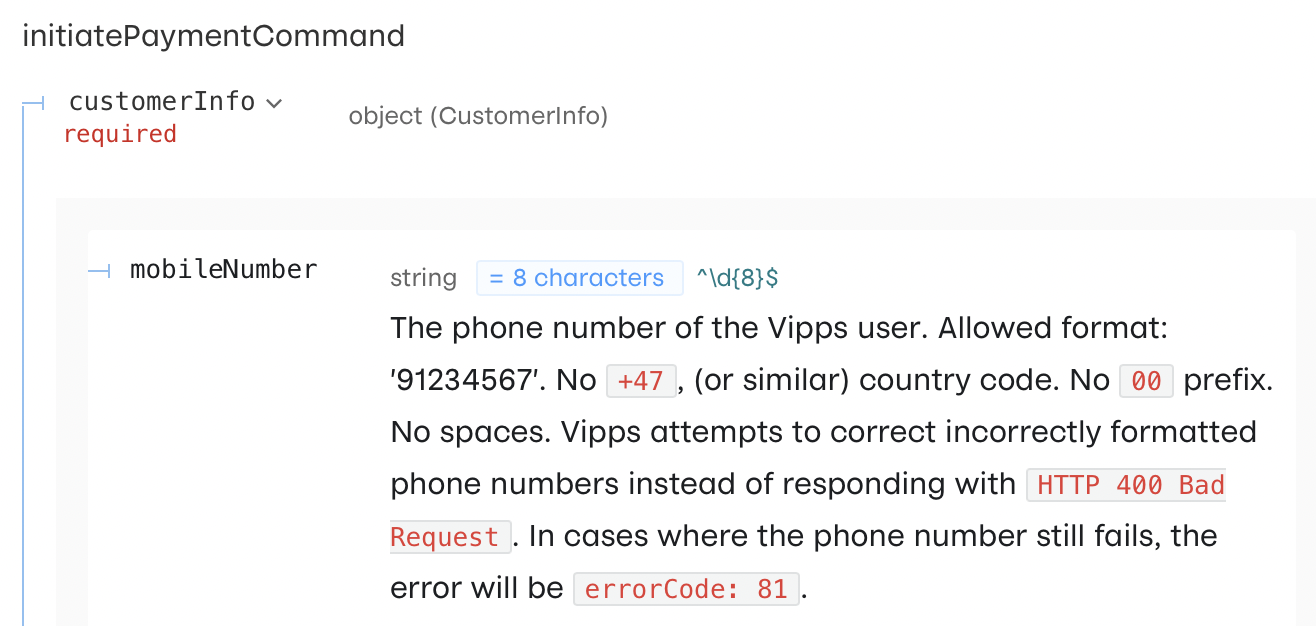 initiatePaymentCommand
customerInfo
required
object (CustomerInfo)
mobileNumber
string = 8 characters ^\d{8}$
The phone number of the Vipps user. Allowed format:
'91234567'. No +47, (or similar) country code. No 00 prefix.
No spaces. Vipps attempts to correct incorrectly formatted
phone numbers instead of responding with HTTP 400 Bad
Request. In cases where the phone number still fails, the
error will be errorCode: 81.